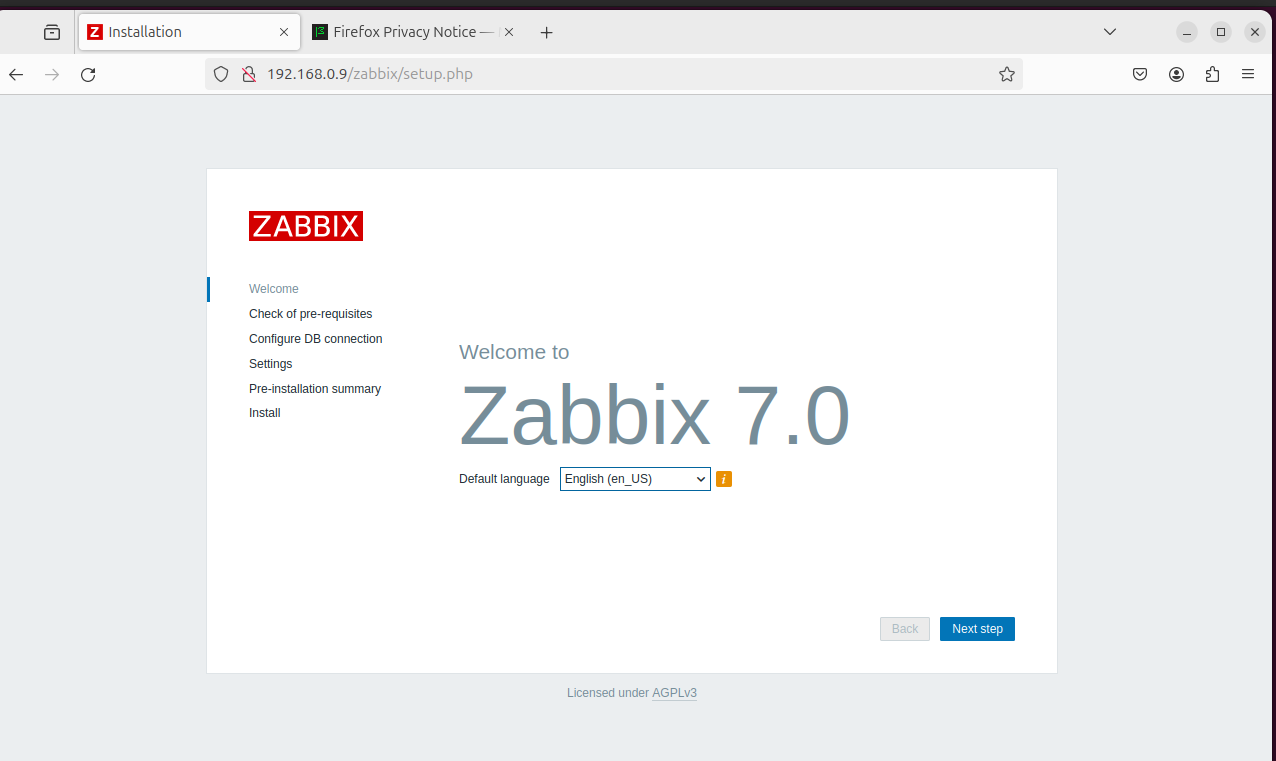 Installation
Firefox Privacy Notice —
192.168.0.9/zabbix/setup.php
ZABBIX
Welcome
Check of pre-requisites
Configure DB connection
Settings
Pre-installation summary
Install
Welcome to
Zabbix 7.0
Default language English (en_US) i
Back Next step
Licensed under AGPLv3